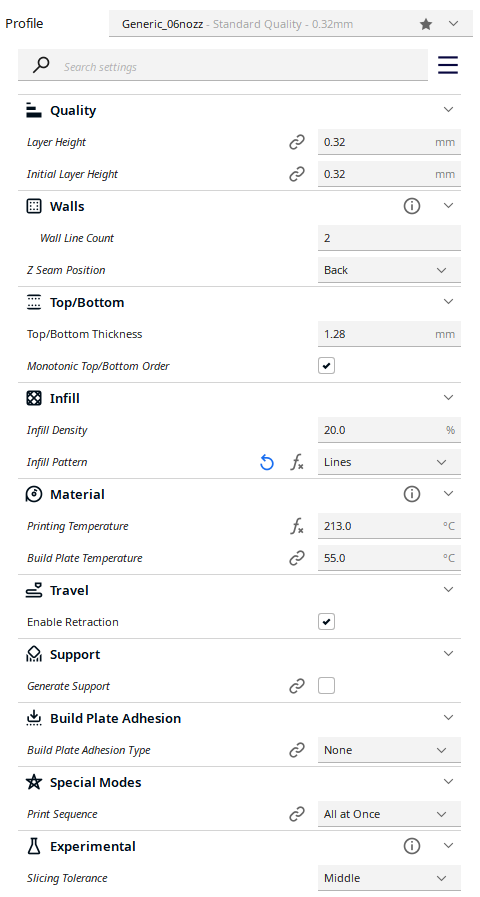 Profile
Generic_06nozz - Standard Quality - 0.32mm
Search settings
Quality
Layer Height 0.32 mm
Initial Layer Height 0.32 mm
Walls
Wall Line Count 2
Z Seam Position Back
Top/Bottom
Top/Bottom Thickness 1.28 mm
Monotonic Top/Bottom Order
Infill
Infill Density 20.0 %
Infill Pattern fx Lines
Material
Printing Temperature fx 213.0 °C
Build Plate Temperature 55.0 °C
Travel
Enable Retraction
Support
Generate Support
Build Plate Adhesion
Build Plate Adhesion Type None
Special Modes
Print Sequence All at Once
Experimental
Slicing Tolerance Middle